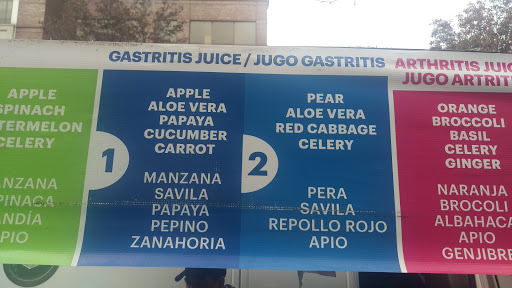 GASTRITIS JUICE / JUGO GASTRITIS
ARTHRITIS JUIC
JUGO ARTRIT
APPLE
SPINACH
TERMELON
CELERY
ANZANA
PINACA
ANDÍA
APIO
1
APPLE
ALOE VERA
PAPAYA
CUCUMBER
CARROT
MANZANA
SAVILA
PAPAYA
PEPINO
ZANAHORIA
2
PEAR
ALOE VERA
RED CABBAGE
CELERY
PERA
SAVILA
REPOLLO ROJO
APIO
ORANGE
BROCCOLI
BASIL
CELERY
GINGER
NARANJA
BROCOLI
ALBAHACA
APIO
GENJIBRE